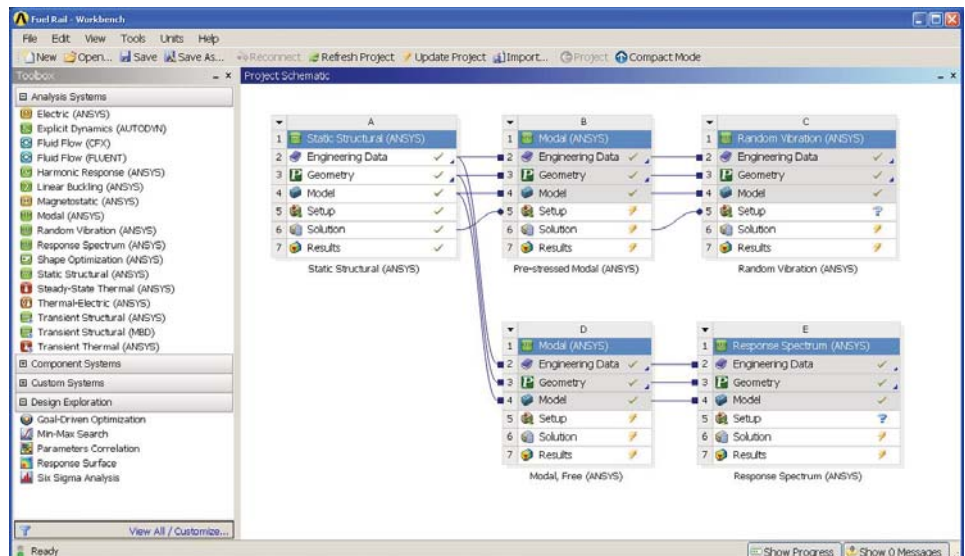 Fuel Rail - Workbench
File Edit View Tools Units Help
New Open... Save Save As... Reconnect Refresh Project Update Project Import... Project Compact Mode
Toolbox
Analysis Systems
Electric (ANSYS)
Explicit Dynamics (AUTODYN)
Fluid Flow (CFX)
Fluid Flow (FLUENT)
Harmonic Response (ANSYS)
Linear Buckling (ANSYS)
Magnetostatic (ANSYS)
Modal (ANSYS)
Random Vibration (ANSYS)
Response Spectrum (ANSYS)
Shape Optimization (ANSYS)
Static Structural (ANSYS)
Steady-State Thermal (ANSYS)
Thermal-Electric (ANSYS)
Transient Structural (ANSYS)
Transient Structural (MBD)
Transient Thermal (ANSYS)
Component Systems
Custom Systems
Design Exploration
Goal-Driven Optimization
Min-Max Search
Parameters Correlation
Response Surface
Six Sigma Analysis
View All / Customize...
Project Schematic
A
1 Static Structural (ANSYS)
2 Engineering Data
3 Geometry
4 Model
5 Setup
6 Solution
7 Results
Static Structural (ANSYS)
B
1 Modal (ANSYS)
2 Engineering Data
3 Geometry
4 Model
5 Setup
6 Solution
7 Results
Pre-stressed Modal (ANSYS)
C
1 Random Vibration (ANSYS)
2 Engineering Data
3 Geometry
4 Model
5 Setup
6 Solution
7 Results
Random Vibration (ANSYS)
D
1 Modal (ANSYS)
2 Engineering Data
3 Geometry
4 Model
5 Setup
6 Solution
7 Results
Modal, Free (ANSYS)
E
1 Response Spectrum (ANSYS)
2 Engineering Data
3 Geometry
4 Model
5 Setup
6 Solution
7 Results
Response Spectrum (ANSYS)
Ready
Show Progress Show 0 Messages